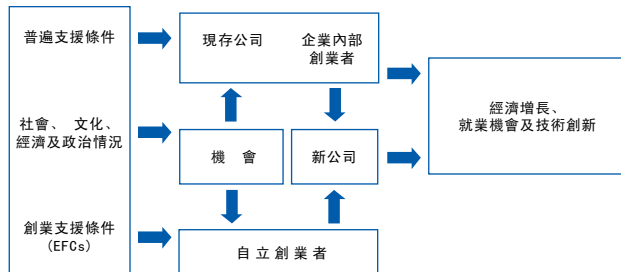 普遍支援條件
社會、 文化、
經濟及政治情況
創業支援條件
(EFCs)
現存公司
企業內部
創業者
機 會
新公司
自立創業者
經濟增長、
就業機會及技術創新